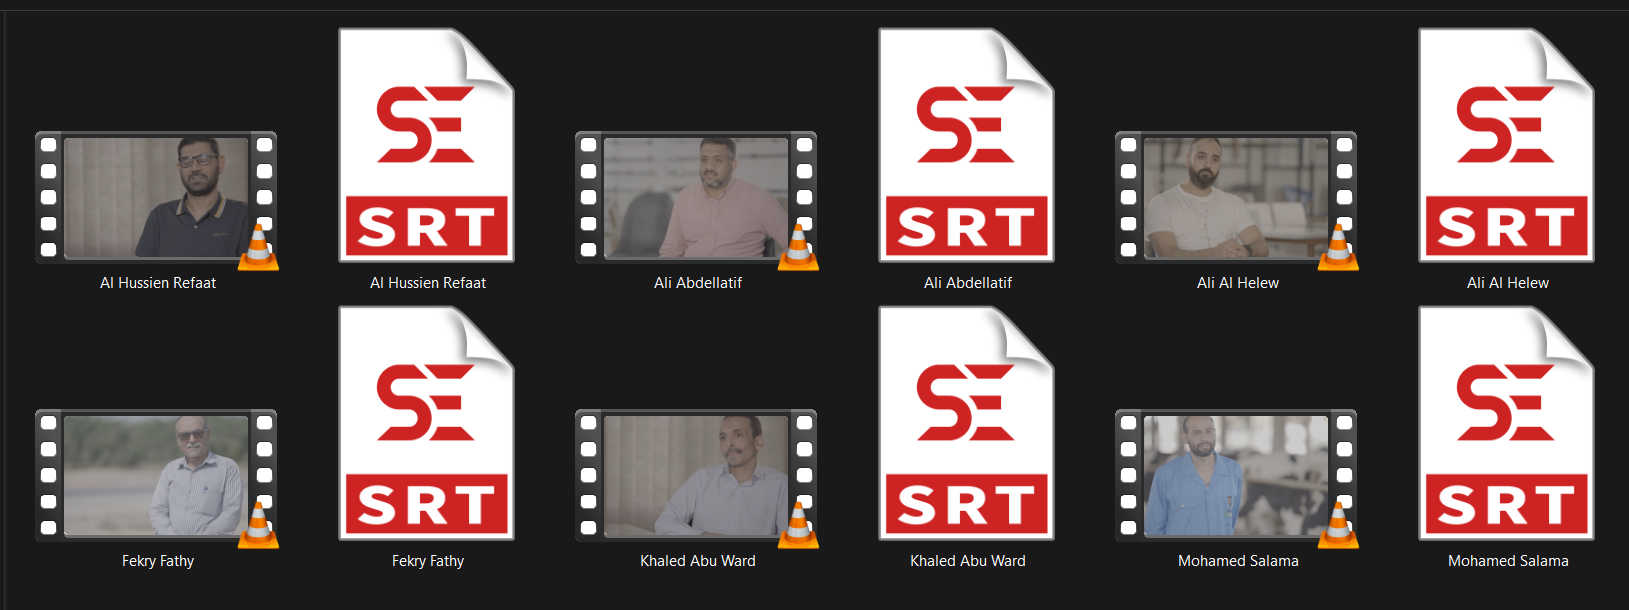 SE
SRT
SE
SRT
SE
SRT
Al Hussien Refaat
Al Hussien Refaat
Ali Abdellatif
Ali Abdellatif
Ali Al Helew
Ali Al Helew
SE
SRT
SE
SRT
SE
SRT
Fekry Fathy
Fekry Fathy
Khaled Abu Ward
Khaled Abu Ward
Mohamed Salama
Mohamed Salama